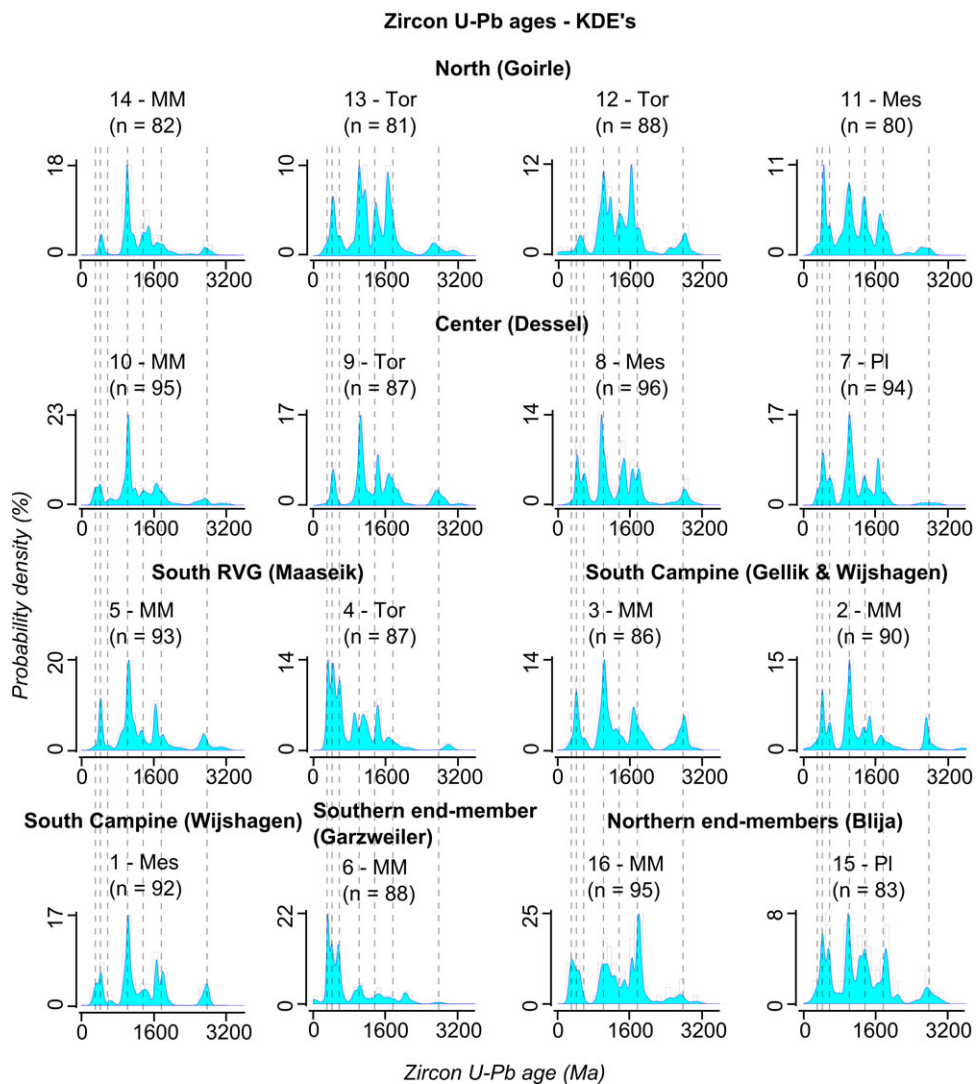 Zircon U-Pb ages - KDE's
North (Goirle)
14 - MM
(n = 82)
13 - Tor
(n = 81)
12 - Tor
(n = 88)
11 - Mes
(n = 80)
18
0
10
0
12
0
11
0
0 1600 3200
0 1600 3200
0 1600 3200
0 1600 3200
Center (Dessel)
10 - MM
(n = 95)
9 - Tor
(n = 87)
8 - Mes
(n = 96)
7 - Pl
(n = 94)
23
0
17
0
14
0
17
0
0 1600 3200
0 1600 3200
0 1600 3200
0 1600 3200
Probability density (%)
South RVG (Maaseik)
South Campine (Gellik & Wijshagen)
5 - MM
(n = 93)
4 - Tor
(n = 87)
3 - MM
(n = 86)
2 - MM
(n = 90)
20
0
14
0
14
0
15
0
0 1600 3200
0 1600 3200
0 1600 3200
0 1600 3200
South Campine (Wijshagen)
Southern end-member
(Garzweiler)
Northern end-members (Blija)
1 - Mes
(n = 92)
6 - MM
(n = 88)
16 - MM
(n = 95)
15 - Pl
(n = 83)
17
0
22
0
25
0
8
0
0 1600 3200
0 1600 3200
0 1600 3200
0 1600 3200
Zircon U-Pb age (Ma)